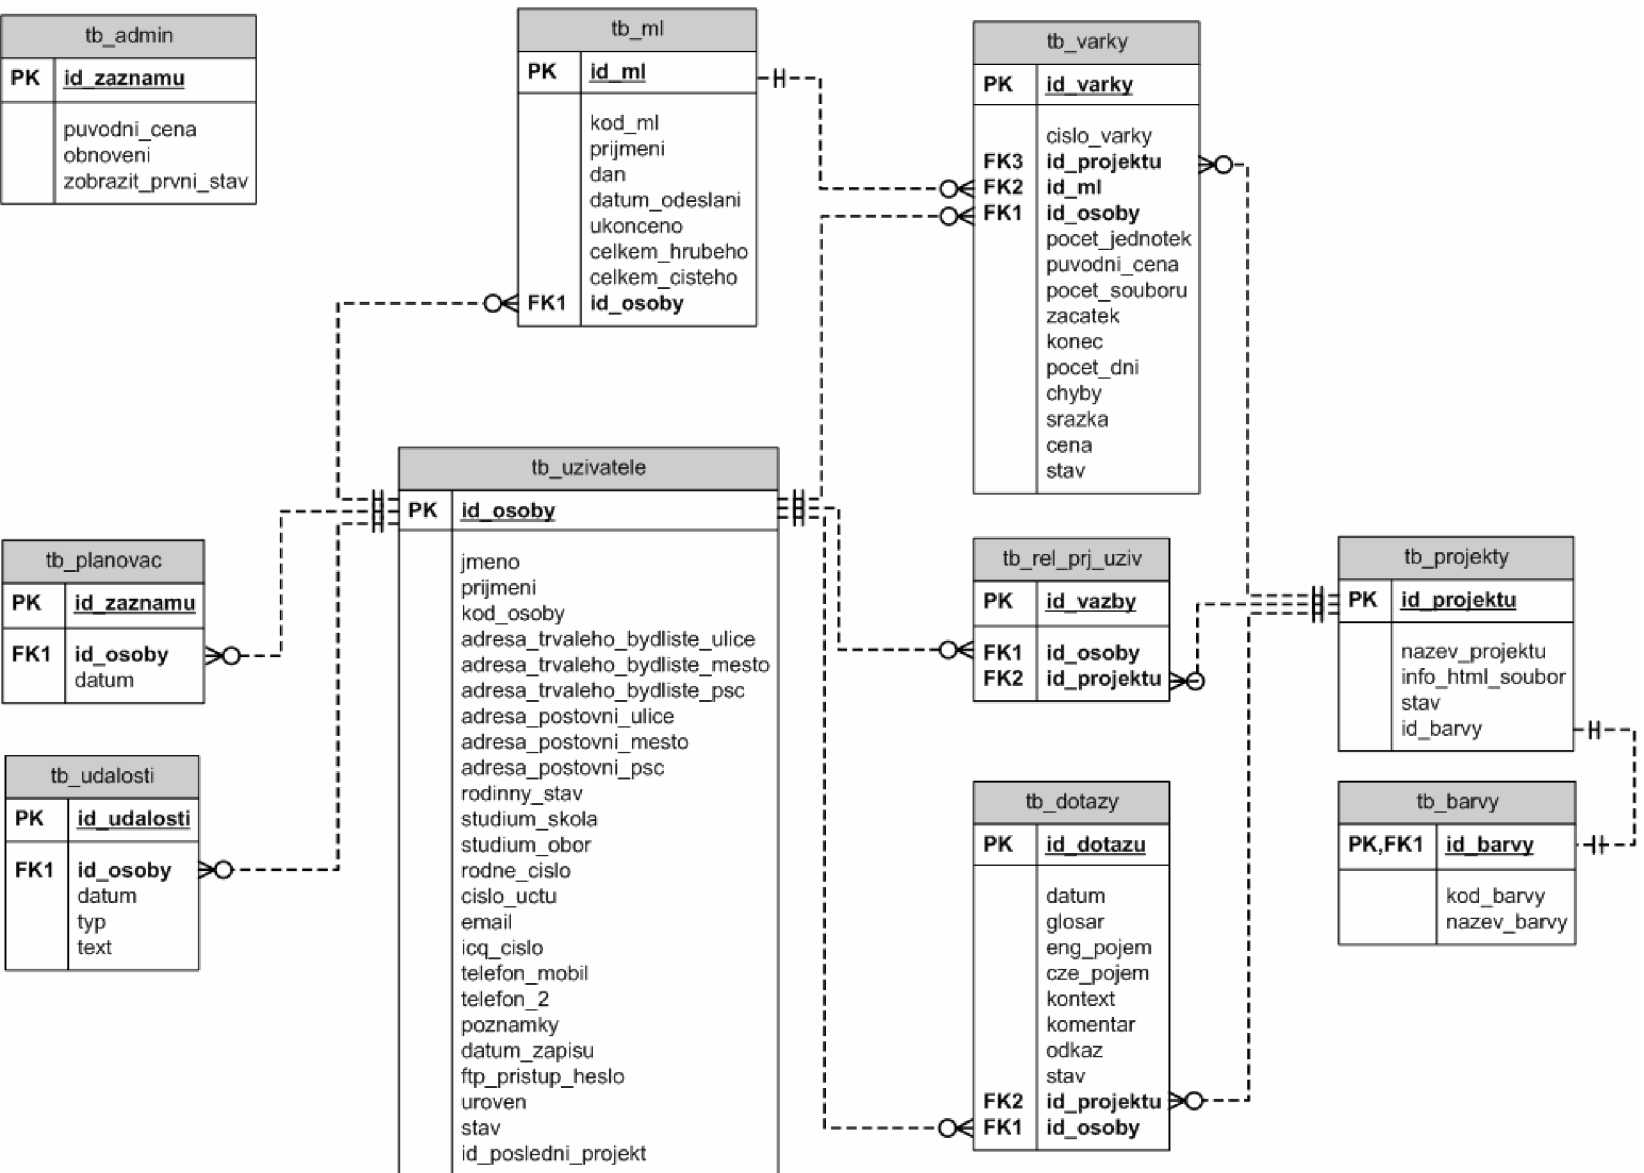 tb_admin
PK id_zaznamu
puvodni_cena
obnoveni
zobrazit_prvni_stav
tb_ml
PK id_ml
kod_ml
prijmeni
dan
datum_odeslani
ukonceno
celkem_hrubeho
celkem_cisteho
FK1 id_osoby
tb_varky
PK id_varky
cislo_varky
FK3 id_projektu
FK2 id_ml
FK1 id_osoby
pocet_jednotek
puvodni_cena
pocet_souboru
zacatek
konec
pocet_dni
chyby
srazka
cena
stav
tb_planovac
PK id_zaznamu
FK1 id_osoby
datum
tb_udalosti
PK id_udalosti
FK1 id_osoby
datum
typ
text
tb_uzivatele
PK id_osoby
jmeno
prijmeni
kod_osoby
adresa_trvaleho_bydliste_ulice
adresa_trvaleho_bydliste_mesto
adresa_trvaleho_bydliste_psc
adresa_postovni_ulice
adresa_postovni_mesto
adresa_postovni_psc
rodinny_stav
studium_skola
studium_obor
rodne_cislo
cislo_uctu
email
icq_cislo
telefon_mobil
telefon_2
poznamky
datum_zapisu
ftp_pristup_heslo
uroven
stav
id_posledni_projekt
tb_rel_prj_uziv
PK id_vazby
FK1 id_osoby
FK2 id_projektu
tb_dotazy
PK id_dotazu
datum
glosar
eng_pojem
cze_pojem
kontext
komentar
odkaz
stav
FK2 id_projektu
FK1 id_osoby
tb_projekty
PK id_projektu
nazev_projektu
info_html_soubor
stav
id_barvy
tb_barvy
PK,FK1 id_barvy
kod_barvy
nazev_barvy